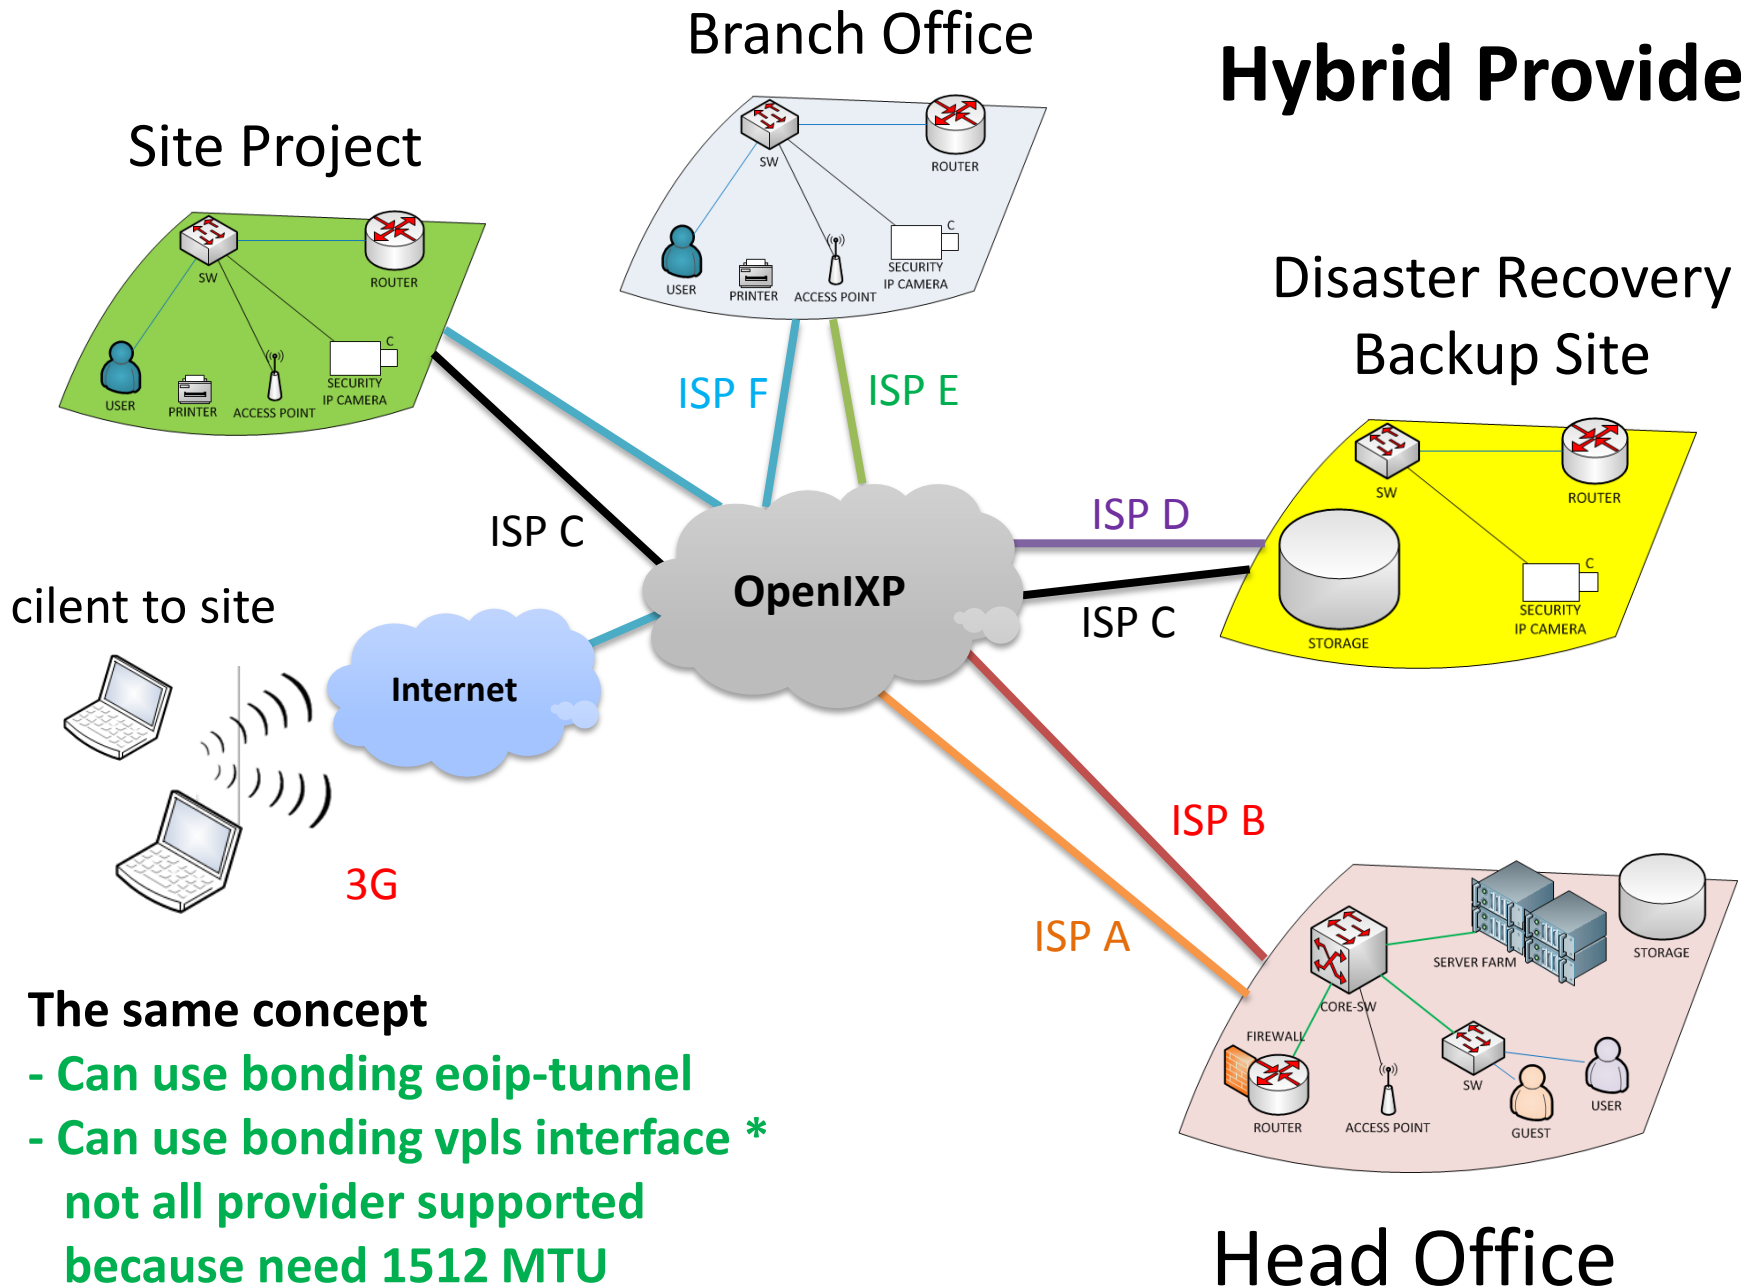 Branch Office
Hybrid Provide
Site Project
SW
ROUTER
USER
PRINTER
ACCESS POINT
C
SECURITY
IP CAMERA
SW
ROUTER
USER
PRINTER
ACCESS POINT
C
SECURITY
IP CAMERA
Disaster Recovery
Backup Site
ISP F
ISP E
SW
ROUTER
STORAGE
C
SECURITY
IP CAMERA
ISP D
ISP C
ISP C
OpenIXP
cilent to site
Internet
3G
ISP B
ISP A
SERVER FARM
STORAGE
CORE-SW
FIREWALL
ROUTER
ACCESS POINT
SW
GUEST
USER
The same concept
- Can use bonding eoip-tunnel
- Can use bonding vpls interface *
not all provider supported
because need 1512 MTU
Head Office